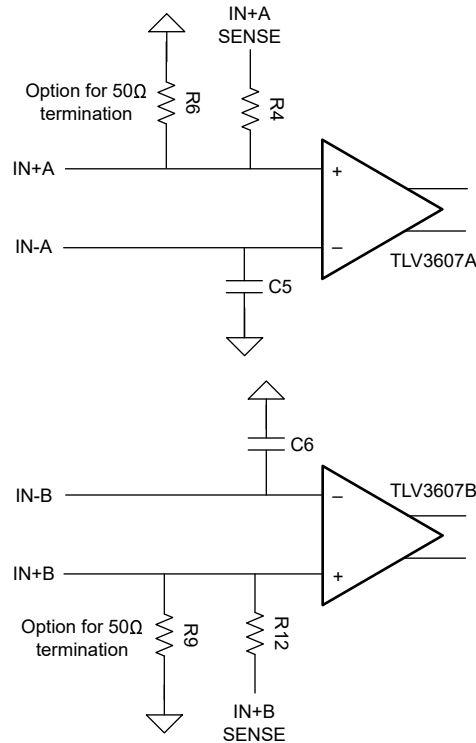 IN+A
SENSE
Option for 50Ω
termination
R6
R4
IN+A
+
IN-A
–
TLV3607A
C5
C6
TLV3607B
IN-B
–
IN+B
+
Option for 50Ω
termination
R9
R12
IN+B
SENSE